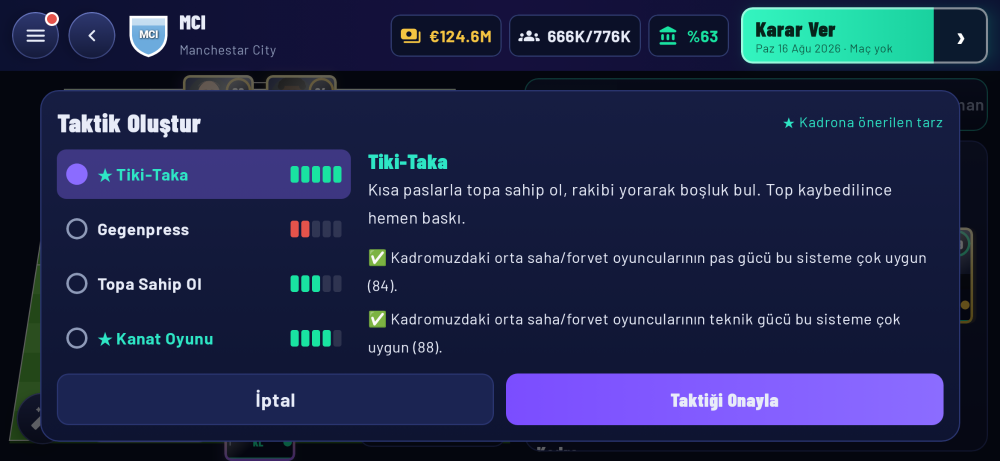 MCI
MCI
Manchestar City
€124.6M
666K/776K
%63
Karar Ver
Paz 16 Ağu 2026 · Maç yok
Taktik Oluştur
★ Kadrona önerilen tarz
★ Tiki-Taka
Gegenpress
Topa Sahip Ol
★ Kanat Oyunu
Tiki-Taka
Kısa paslarla topa sahip ol, rakibi yorarak boşluk bul. Top kaybedilince
hemen baskı.
✅ Kadromuzdaki orta saha/forvet oyuncularının pas gücü bu sisteme çok uygun
(84).
✅ Kadromuzdaki orta saha/forvet oyuncularının teknik gücü bu sisteme çok
uygun (88).
İptal
Taktiği Onayla
KL